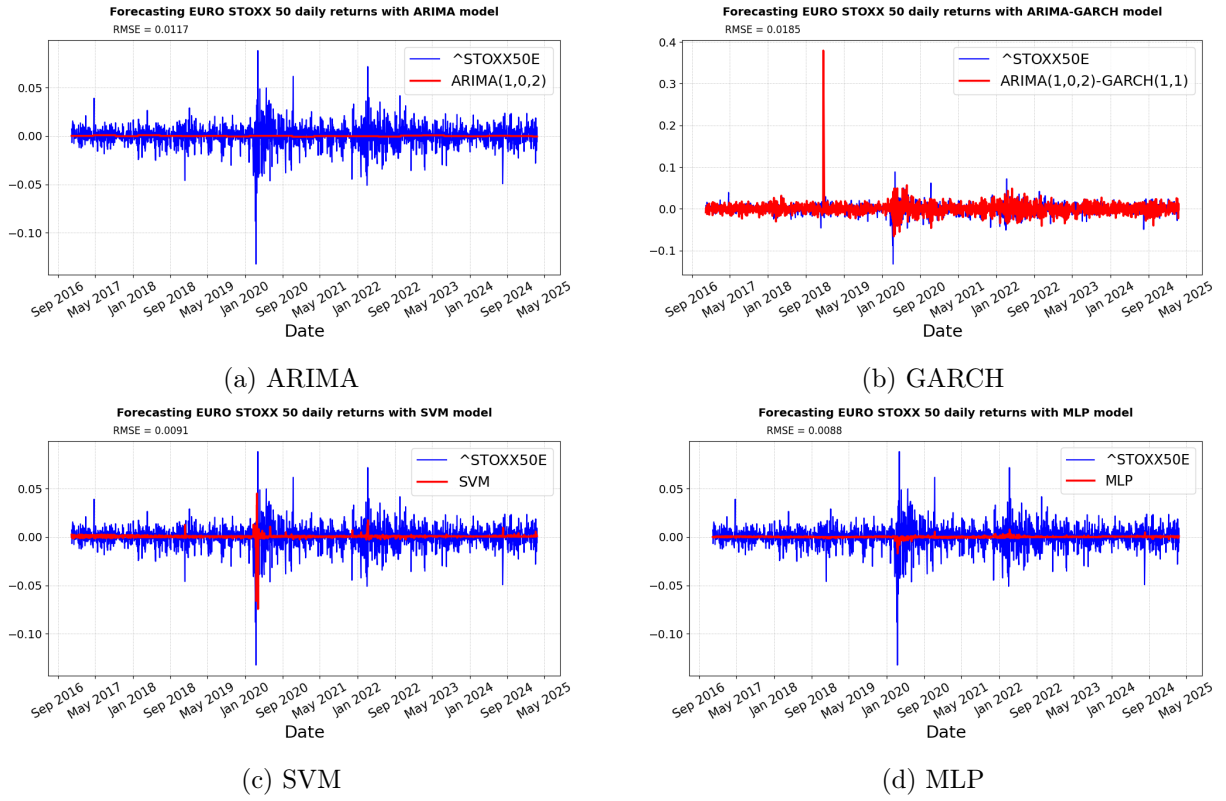 Forecasting EURO STOXX 50 daily returns with ARIMA model
RMSE = 0.0117
^STOXX50E
ARIMA(1,0,2)
0.05
0.00
−0.05
−0.10
Sep 2016
May 2017
Jan 2018
Sep 2018
May 2019
Jan 2020
Sep 2020
May 2021
Jan 2022
Sep 2022
May 2023
Jan 2024
Sep 2024
May 2025
Date
(a) ARIMA
Forecasting EURO STOXX 50 daily returns with ARIMA-GARCH model
RMSE = 0.0185
^STOXX50E
ARIMA(1,0,2)-GARCH(1,1)
0.4
0.3
0.2
0.1
0.0
−0.1
Sep 2016
May 2017
Jan 2018
Sep 2018
May 2019
Jan 2020
Sep 2020
May 2021
Jan 2022
Sep 2022
May 2023
Jan 2024
Sep 2024
May 2025
Date
(b) GARCH
Forecasting EURO STOXX 50 daily returns with SVM model
RMSE = 0.0091
^STOXX50E
SVM
0.05
0.00
−0.05
−0.10
Sep 2016
May 2017
Jan 2018
Sep 2018
May 2019
Jan 2020
Sep 2020
May 2021
Jan 2022
Sep 2022
May 2023
Jan 2024
Sep 2024
May 2025
Date
(c) SVM
Forecasting EURO STOXX 50 daily returns with MLP model
RMSE = 0.0088
^STOXX50E
MLP
0.05
0.00
−0.05
−0.10
Sep 2016
May 2017
Jan 2018
Sep 2018
May 2019
Jan 2020
Sep 2020
May 2021
Jan 2022
Sep 2022
May 2023
Jan 2024
Sep 2024
May 2025
Date
(d) MLP